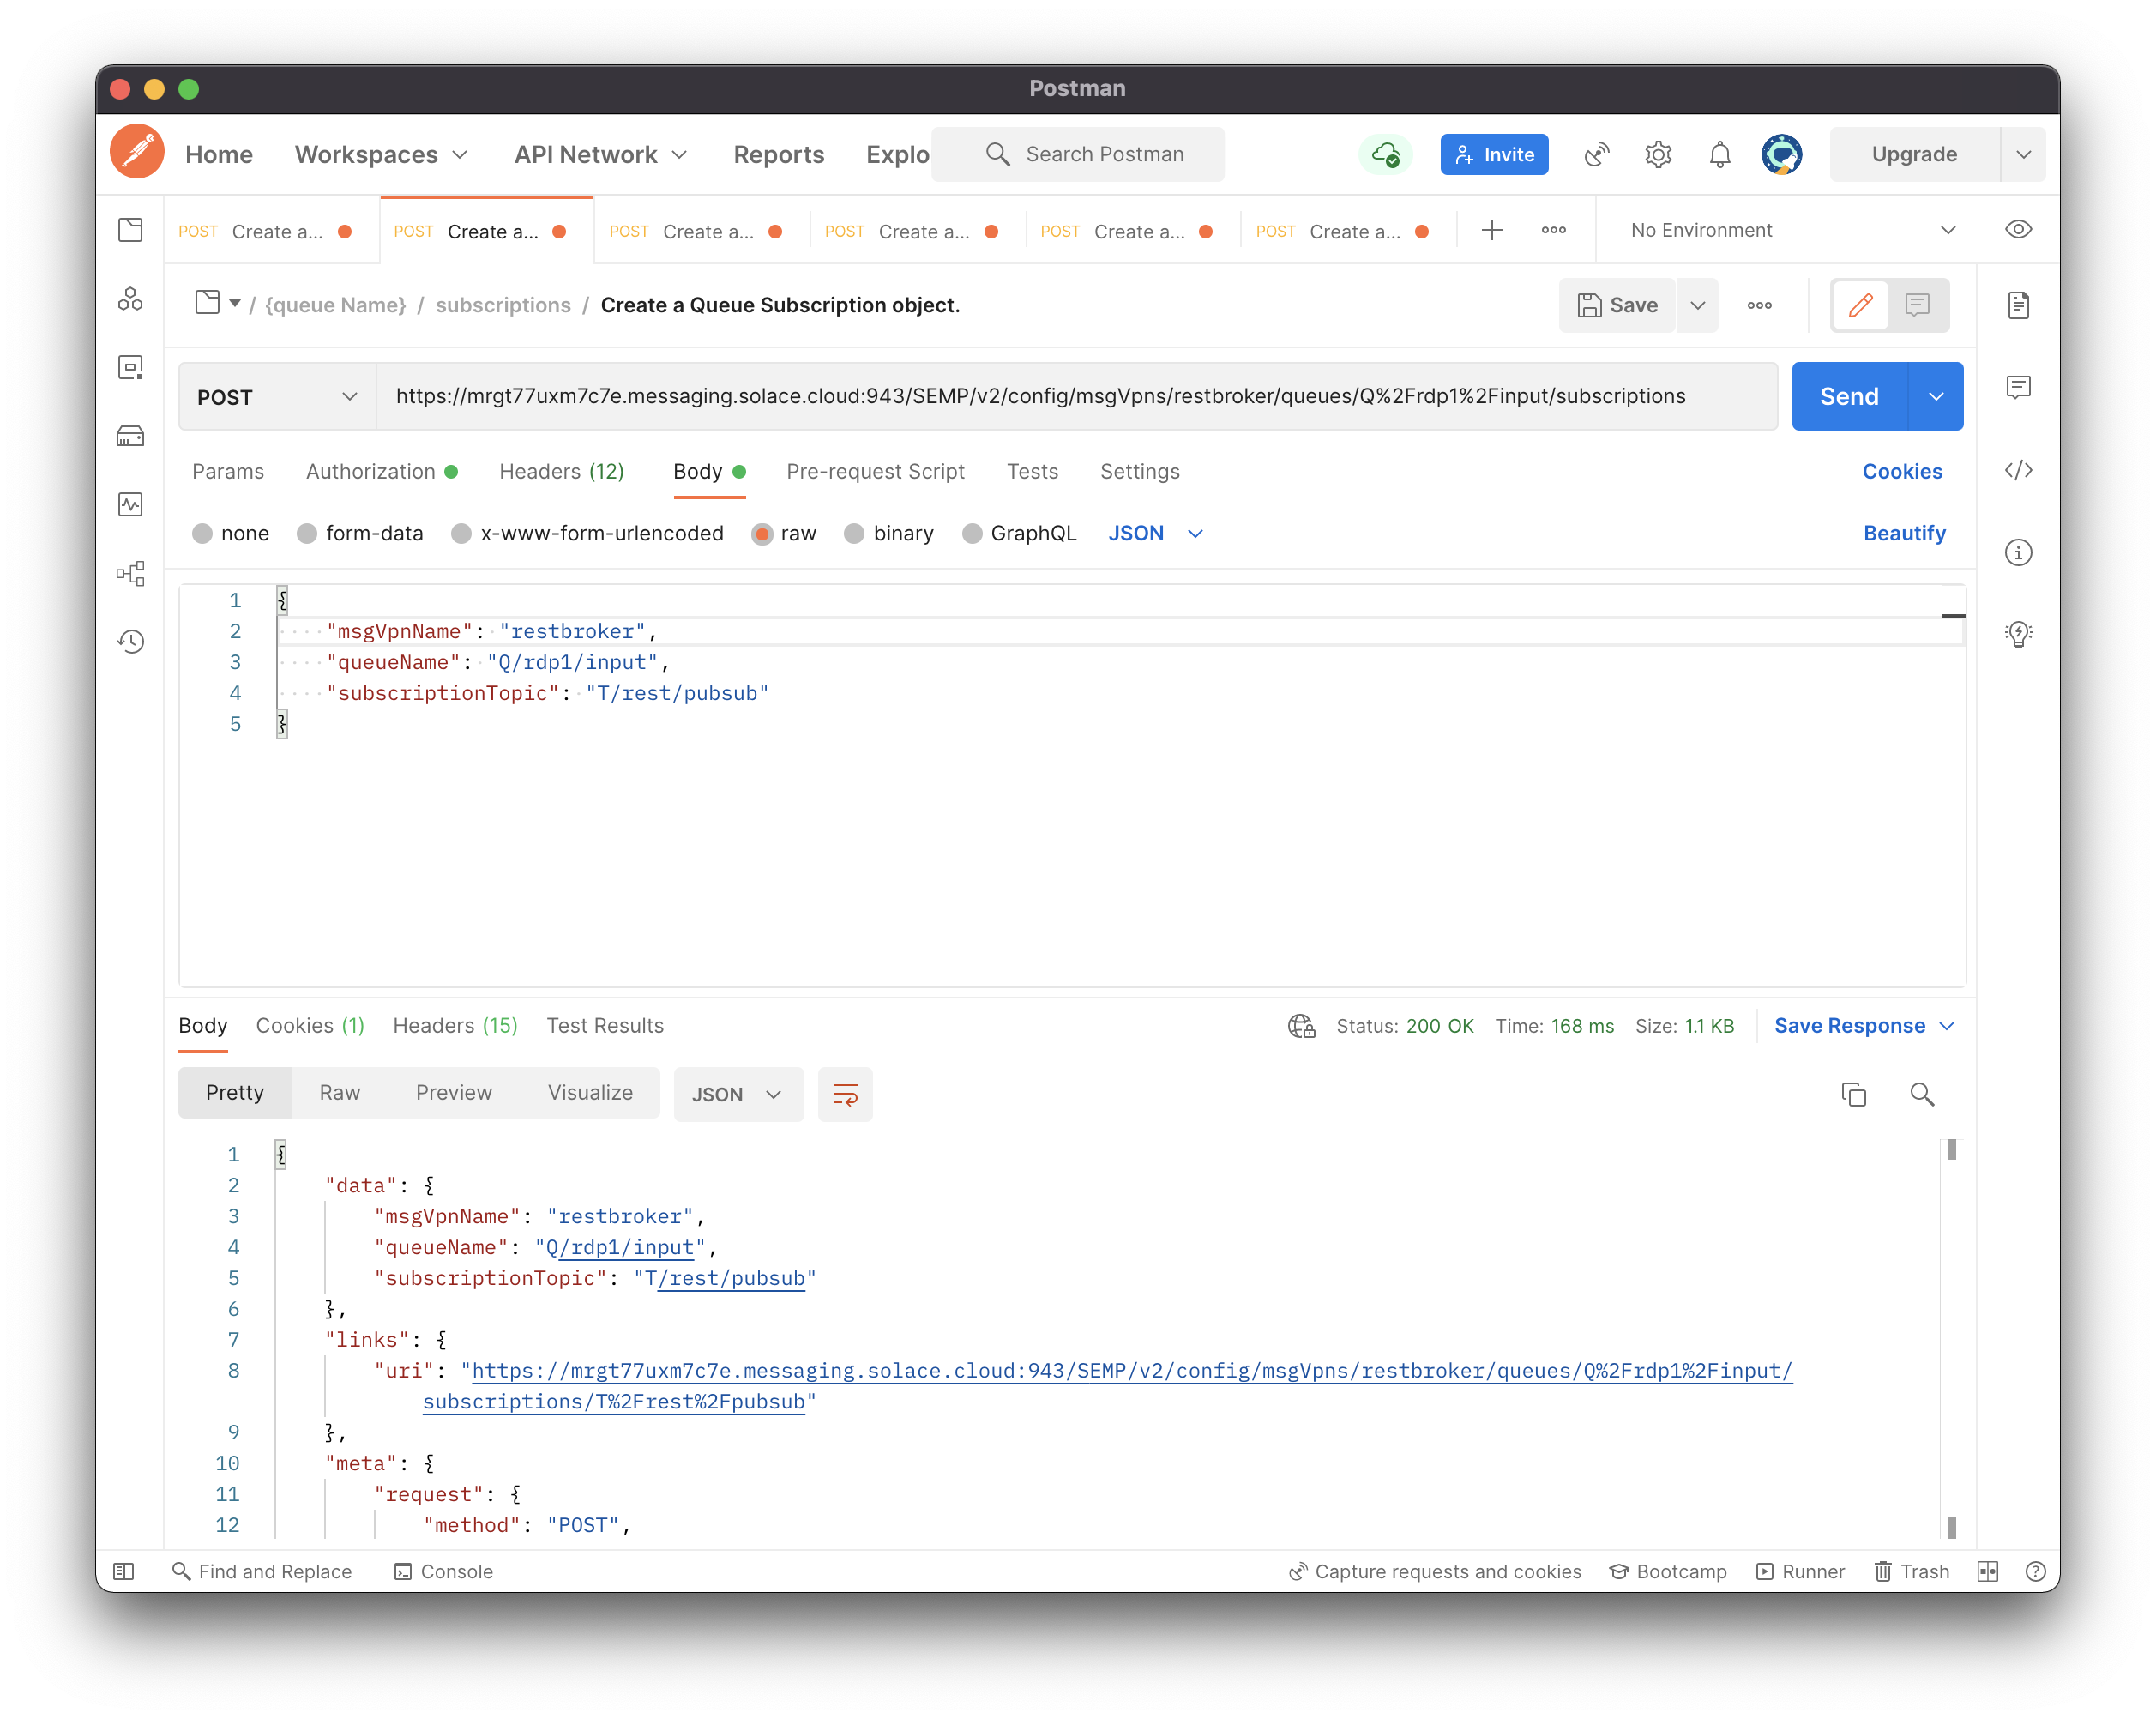 Postman
Home Workspaces API Network Reports Explo Search Postman Invite Upgrade
POST Create a... POST Create a... POST Create a... POST Create a... POST Create a... POST Create a... No Environment
/ {queue Name} / subscriptions / Create a Queue Subscription object. Save
POST https://mrgt77uxm7c7e.messaging.solace.cloud:943/SEMP/v2/config/msgVpns/restbroker/queues/Q%2Frdp1%2Finput/subscriptions Send
Params Authorization Headers (12) Body Pre-request Script Tests Settings Cookies
none form-data x-www-form-urlencoded raw binary GraphQL JSON Beautify
1 {
2 "msgVpnName": "restbroker",
3 "queueName": "Q/rdp1/input",
4 "subscriptionTopic": "T/rest/pubsub"
5 }
Body Cookies (1) Headers (15) Test Results Status: 200 OK Time: 168 ms Size: 1.1 KB Save Response
Pretty Raw Preview Visualize JSON
1 {
2 "data": {
3 "msgVpnName": "restbroker",
4 "queueName": "Q/rdp1/input",
5 "subscriptionTopic": "T/rest/pubsub"
6 },
7 "links": {
8 "uri": "https://mrgt77uxm7c7e.messaging.solace.cloud:943/SEMP/v2/config/msgVpns/restbroker/queues/Q%2Frdp1%2Finput/
subscriptions/T%2Frest%2Fpubsub"
9 },
10 "meta": {
11 "request": {
12 "method": "POST",
Find and Replace Console Capture requests and cookies Bootcamp Runner Trash